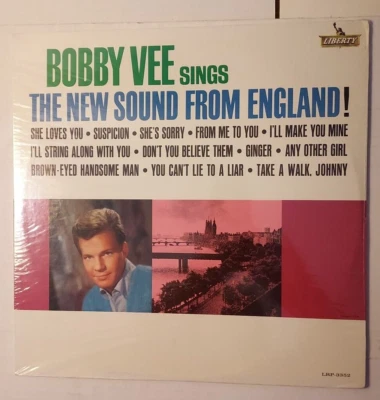 LIBERTY
BOBBY VEE SINGS
THE NEW SOUND FROM ENGLAND!
SHE LOVES YOU • SUSPICION • SHE'S SORRY • FROM ME TO YOU • I'LL MAKE YOU MINE
I'LL STRING ALONG WITH YOU • DON'T YOU BELIEVE THEM • GINGER • ANY OTHER GIRL
BROWN-EYED HANDSOME MAN • YOU CAN'T LIE TO A LIAR • TAKE A WALK, JOHNNY
LRP-3352